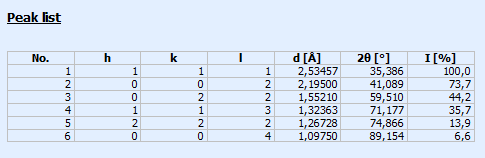 Peak list
No. h k l d [Å] 2θ [°] I [%]
1 1 1 1 2,53457 35,386 100,0
2 0 0 2 2,19500 41,089 73,7
3 0 2 2 1,55210 59,510 44,2
4 1 1 3 1,32363 71,177 35,7
5 2 2 2 1,26728 74,866 13,9
6 0 0 4 1,09750 89,154 6,6